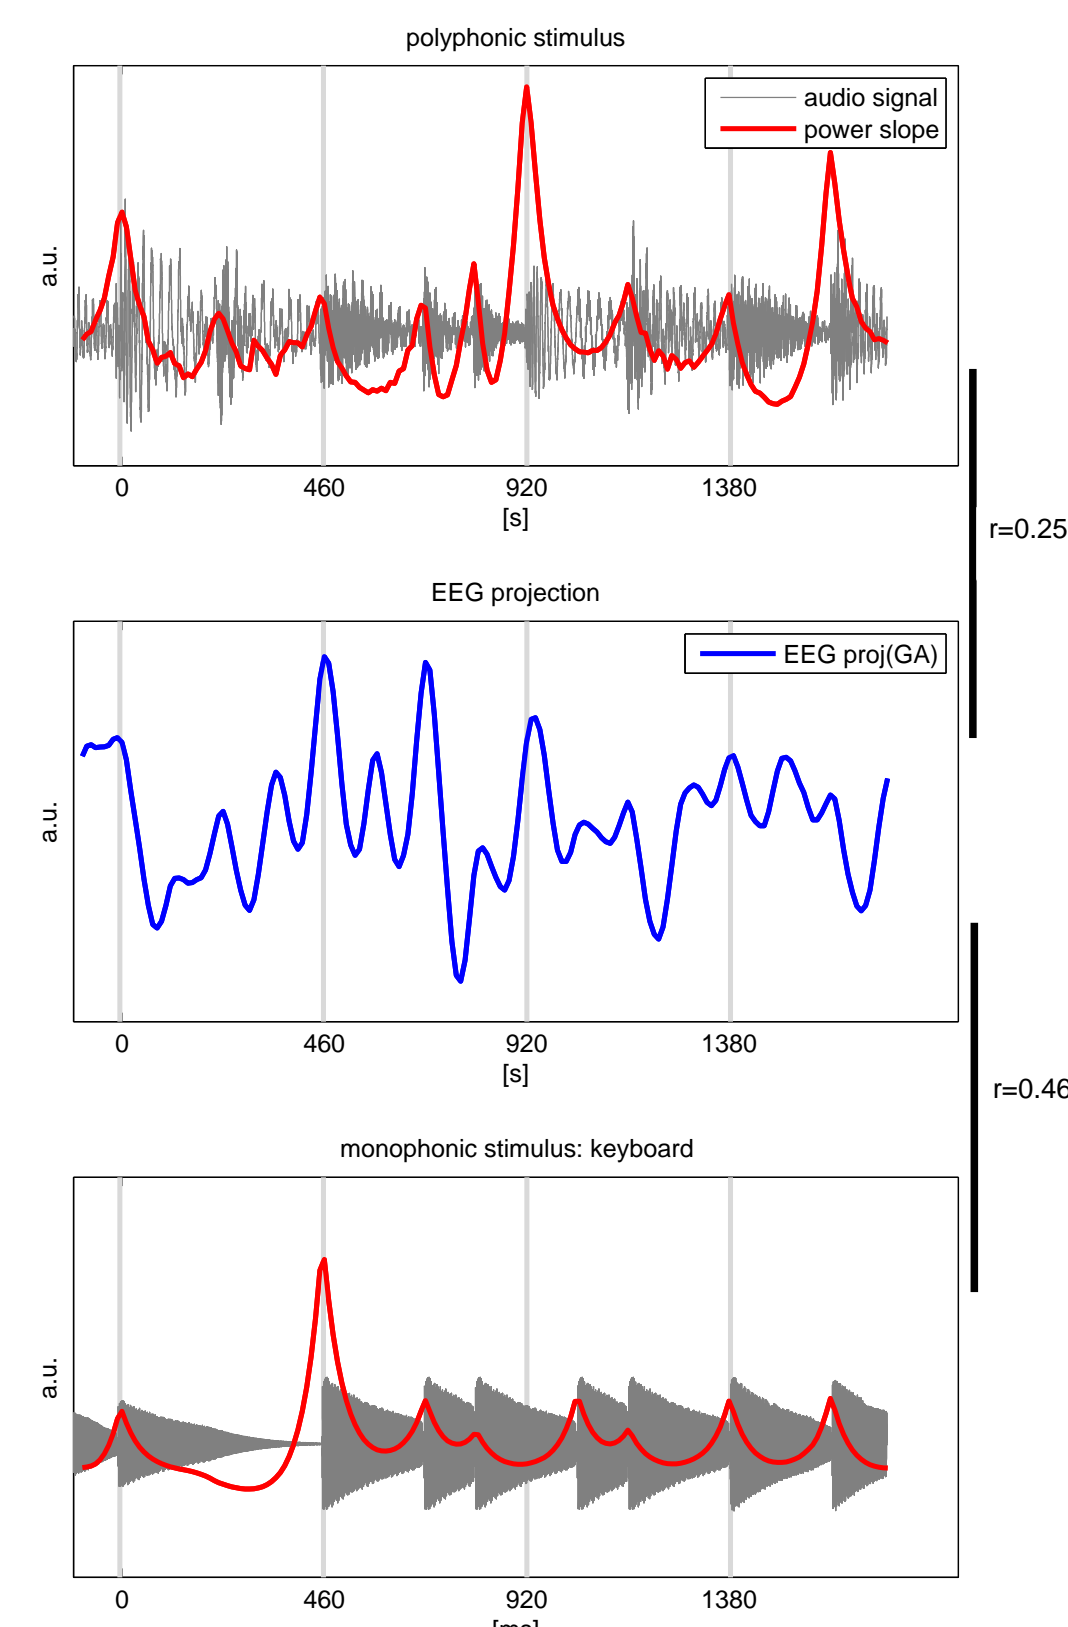 polyphonic stimulus
audio signal
power slope
a.u.
0 460 920 1380
[s]
r=0.25
EEG projection
EEG proj(GA)
a.u.
0 460 920 1380
[s]
r=0.46
monophonic stimulus: keyboard
a.u.
0 460 920 1380
[ms]